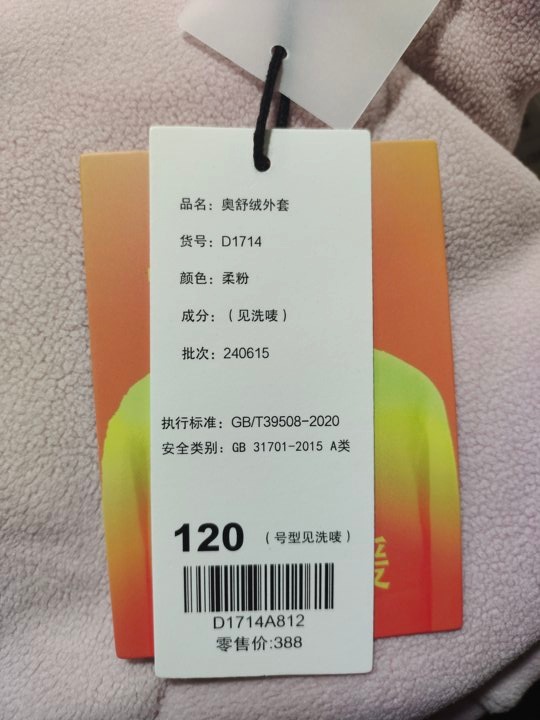 品名：奥舒绒外套
货号：D1714
颜色：柔粉
成分：（见洗唛）
批次：240615
执行标准：GB/T39508-2020
安全类别：GB 31701-2015 A类
120（号型见洗唛）
D1714A812
零售价:388